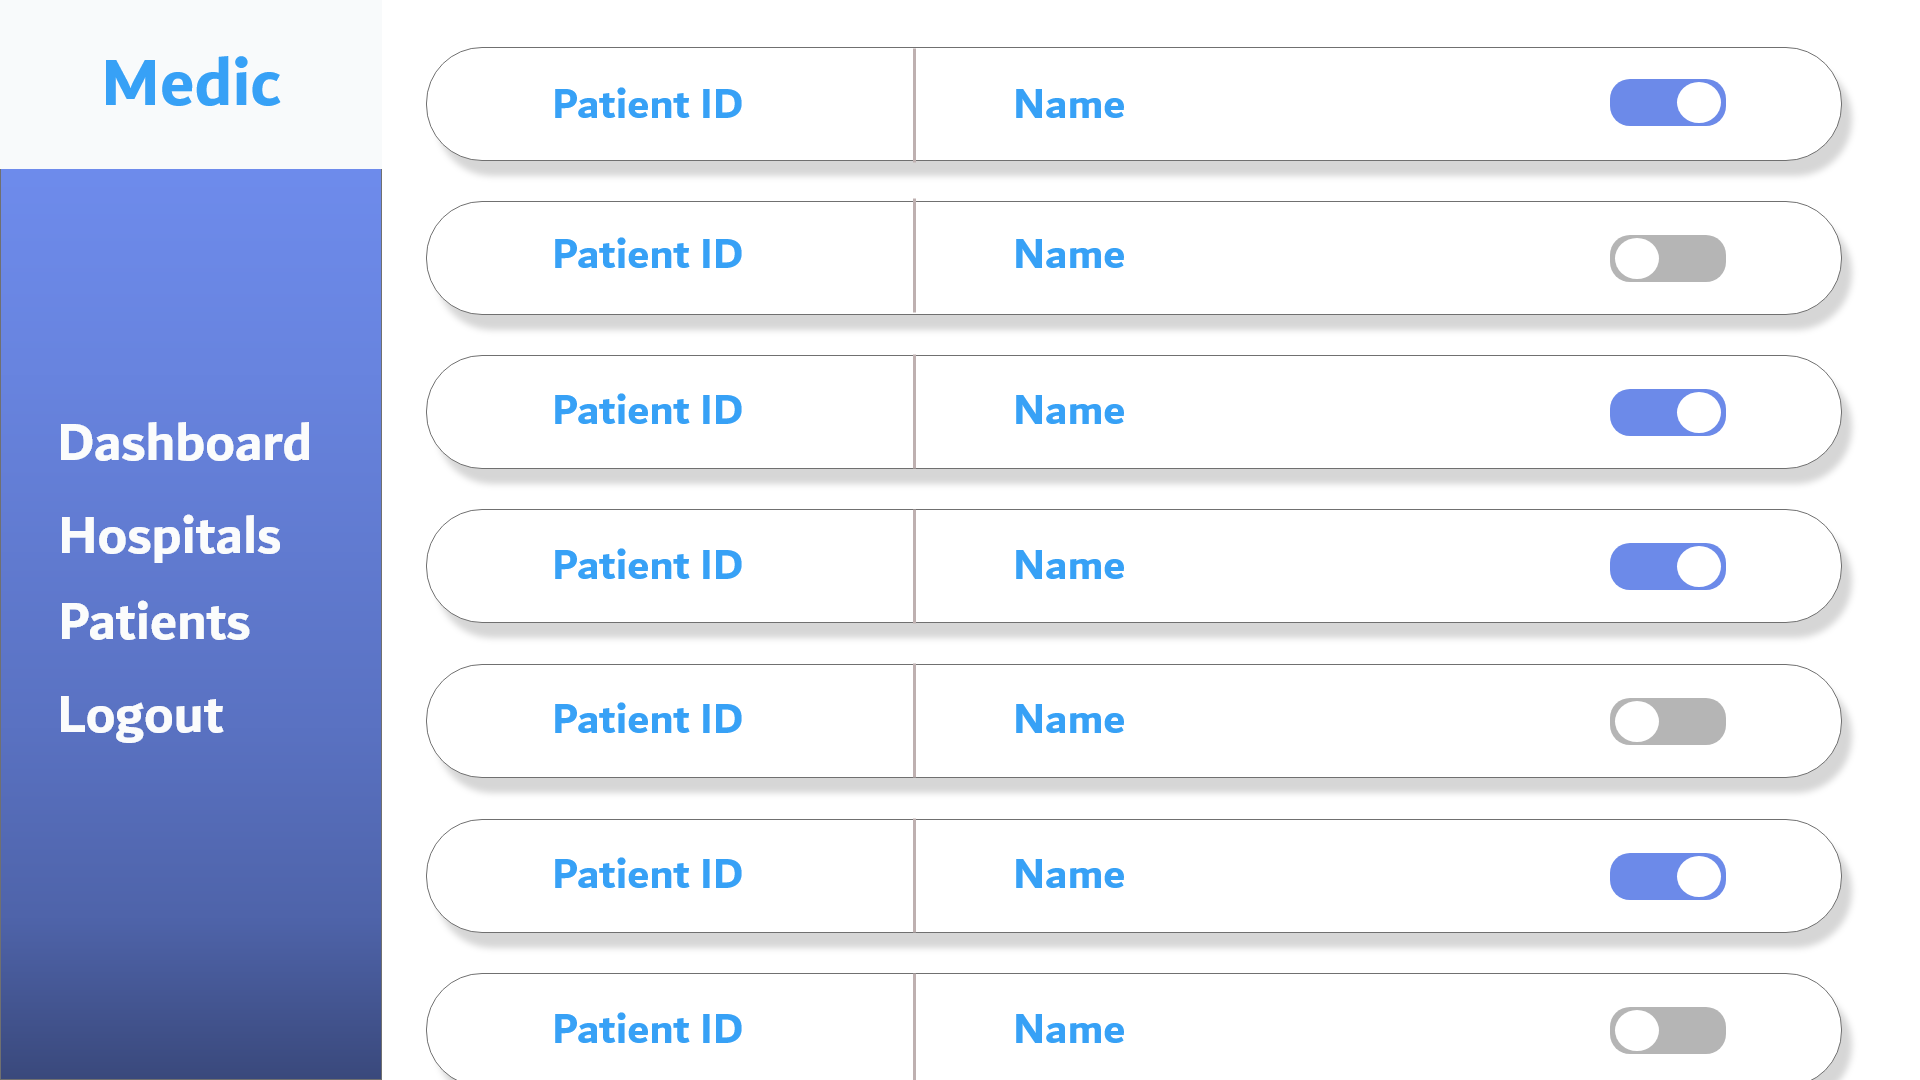 Medic
Dashboard
Hospitals
Patients
Logout
Patient ID Name
Patient ID Name
Patient ID Name
Patient ID Name
Patient ID Name
Patient ID Name
Patient ID Name